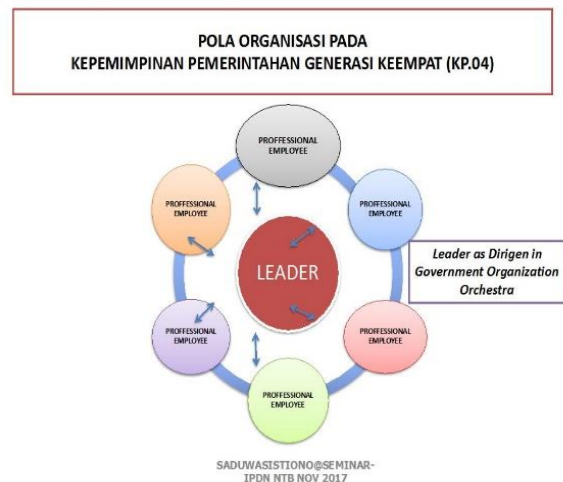 POLA ORGANISASI PADA
KEPEMIMPINAN PEMERINTAHAN GENERASI KEEMPAT (KP.04)
PROFFESSIONAL
EMPLOYEE
PROFFESSIONAL
EMPLOYEE
PROFFESSIONAL
EMPLOYEE
LEADER
Leader as Dirigen in
Government Organization
Orchestra
PROFFESSIONAL
EMPLOYEE
PROFFESSIONAL
EMPLOYEE
PROFFESSIONAL
EMPLOYEE
SADUWASISTIONO@SEMINAR-
IPDN NTB NOV 2017